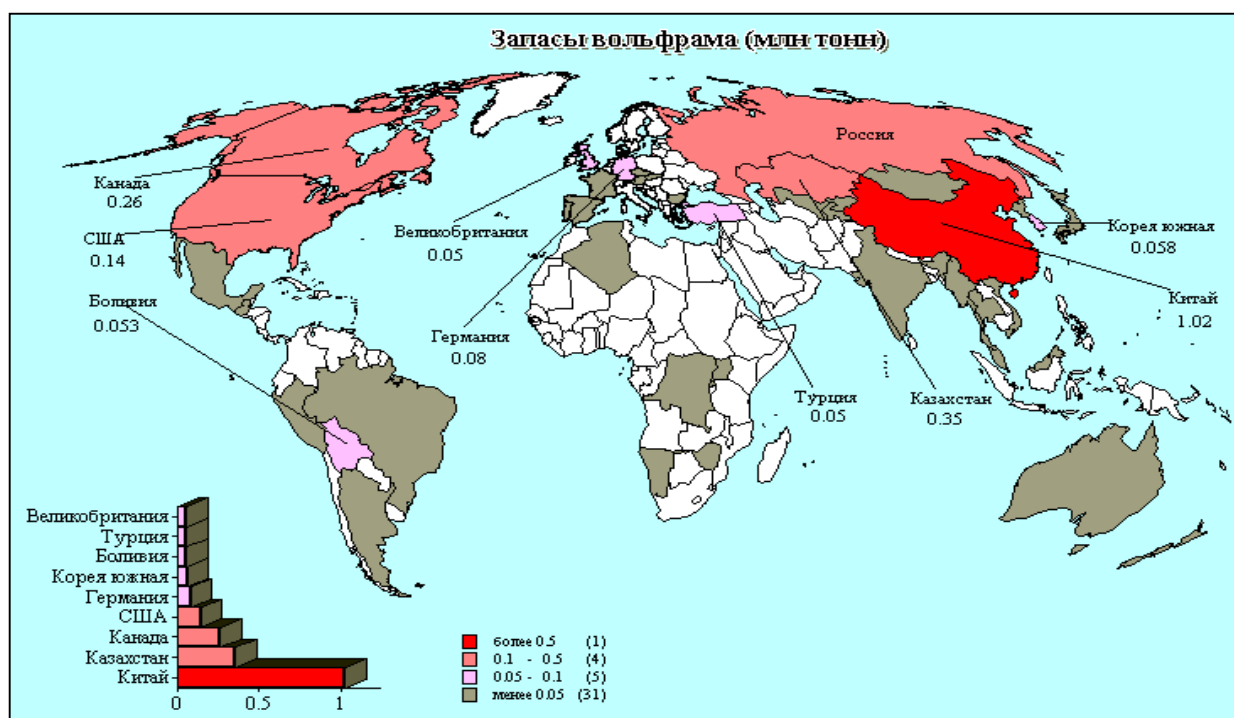 Запасы вольфрама (млн тонн)
Россия
Канада
0.26
США
0.14
Великобритания
0.05
Корея южная
0.058
Боливия
0.053
Германия
0.08
Китай
1.02
Турция
0.05
Казахстан
0.35
Великобритания
Турция
Боливия
Корея южная
Германия
США
Канада
Казахстан
Китай
0 0.5 1
более 0.5 (1)
0.1 - 0.5 (4)
0.05 - 0.1 (5)
менее 0.05 (31)